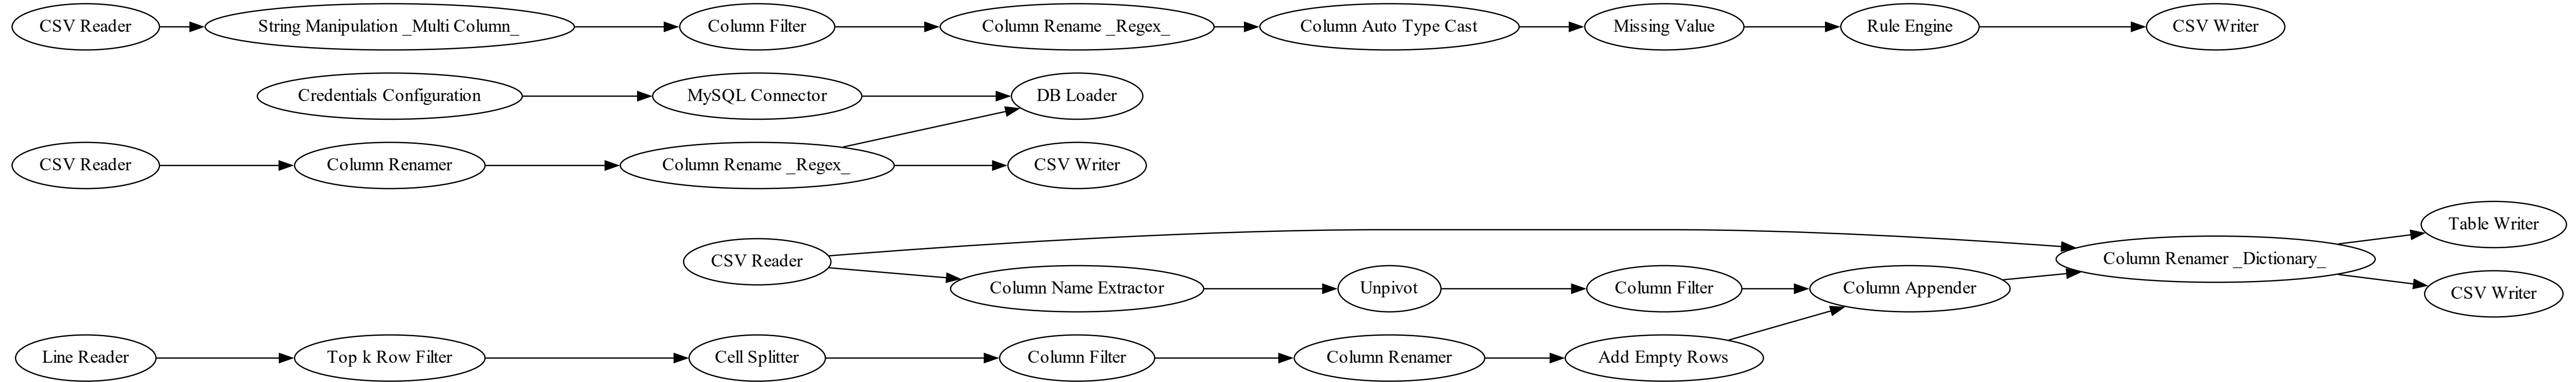 CSV Reader
String Manipulation _Multi Column_
Column Filter
Column Rename _Regex_
Column Auto Type Cast
Missing Value
Rule Engine
CSV Writer
Credentials Configuration
MySQL Connector
DB Loader
CSV Reader
Column Renamer
Column Rename _Regex_
CSV Writer
CSV Reader
Column Name Extractor
Unpivot
Column Filter
Column Appender
Column Renamer _Dictionary_
Table Writer
CSV Writer
Line Reader
Top k Row Filter
Cell Splitter
Column Filter
Column Renamer
Add Empty Rows